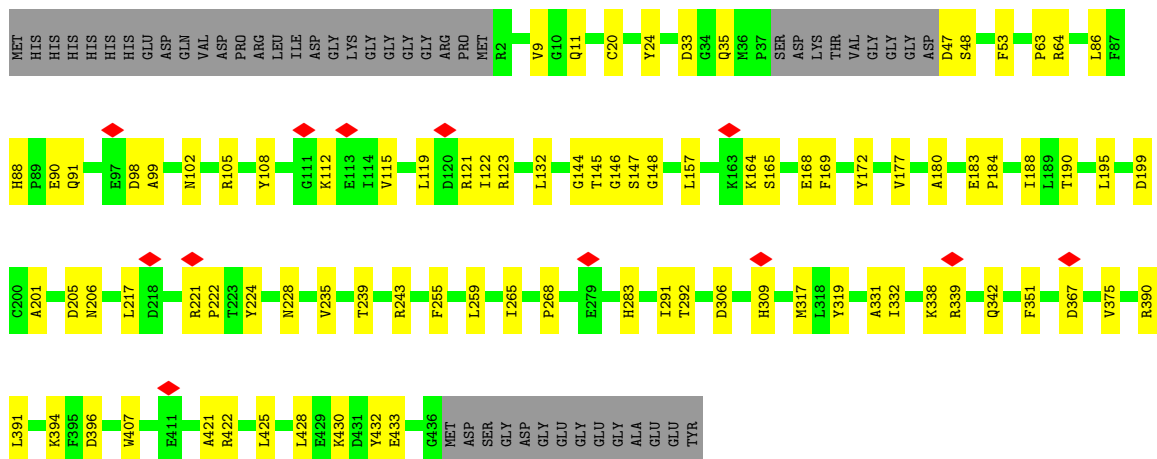 MET HIS HIS HIS HIS HIS HIS GLU ASP GLN VAL ASP PRO ARG LEU ILE ASP GLY LYS GLY GLY GLY GLY ARG PRO MET R2 V9 G10 Q11 C20 Y24 D33 G34 Q35 M36 P37 SER ASP LYS THR VAL GLY GLY GLY ASP D47 S48 F53 P63 R64 L86 F87
H88 P89 E90 Q91 E97 D98 A99 N102 R105 Y108 G111 K112 E113 I114 V115 L119 D120 R121 I122 R123 L132 G144 T145 G146 S147 G148 L157 K163 K164 S165 E168 F169 Y172 V177 A180 E183 P184 I188 L189 T190 L195 D199
C200 A201 D205 N206 L217 D218 R221 P222 T223 Y224 N228 V235 T239 R243 F255 L259 I265 P268 E279 H283 I291 T292 D306 H309 M317 L318 Y319 A331 I332 K338 R339 Q342 F351 D367 V375 R390
L391 K394 F395 D396 W407 E411 A421 R422 L425 L428 E429 K430 D431 Y432 E433 G436 MET ASP SER GLY ASP GLY GLU GLY GLU GLY ALA GLU GLU TYR